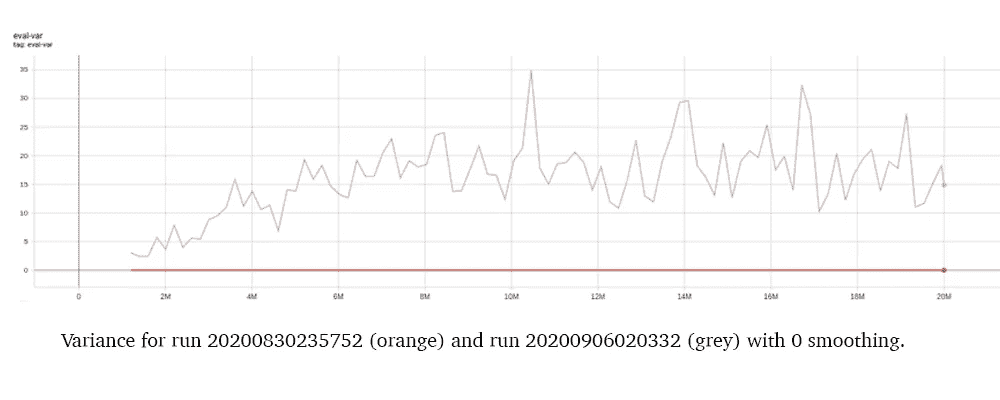 eval-var
tag: eval-var
35
30
25
20
15
10
5
0
0 2M 4M 6M 8M 10M 12M 14M 16M 18M 20M
Variance for run 20200830235752 (orange) and run 20200906020332 (grey) with 0 smoothing.